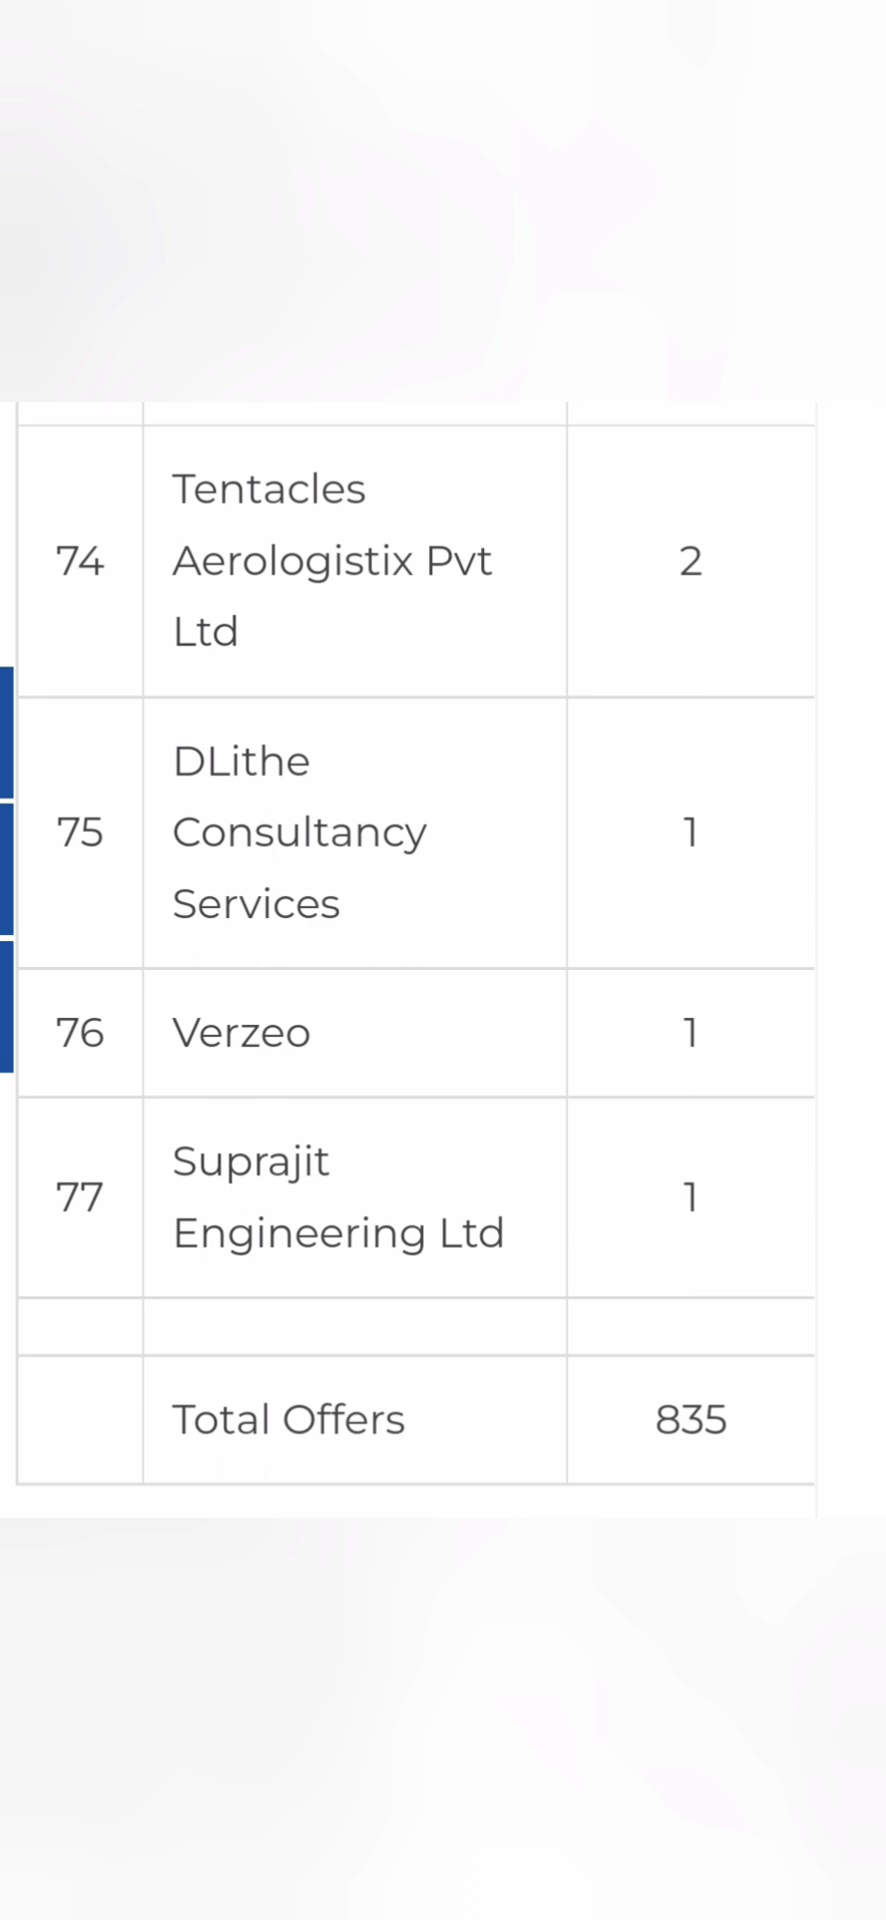 74
Tentacles
Aerologistix Pvt
Ltd
2
75
DLithe
Consultancy
Services
1
76
Verzeo
1
77
Suprajit
Engineering Ltd
1
Total Offers
835